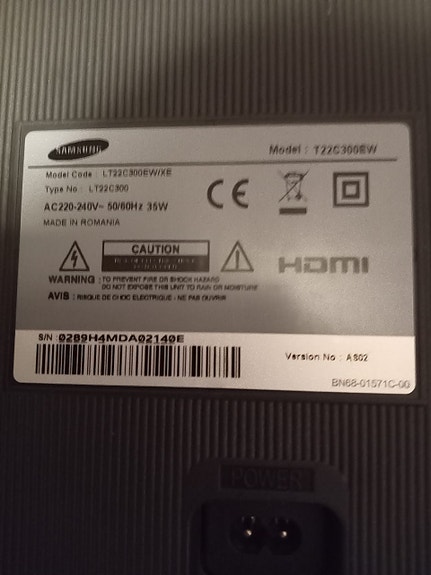 SAMSUNG
Model : T22C300EW
Model Code : LT22C300EW/XE
Type No : LT22C300
AC220-240V~ 50/60Hz 35W
MADE IN ROMANIA
CE
CAUTION
HDMI
WARNING : TO PREVENT FIRE OR SHOCK HAZARD
DO NOT EXPOSE THIS UNIT TO RAIN OR MOISTURE
AVIS : RISQUE DE CHOC ELECTRIQUE - NE PAS OUVRIR
S/N 0289H4MDA02140E
Version No : AS02
BN68-01571C-00
POWER